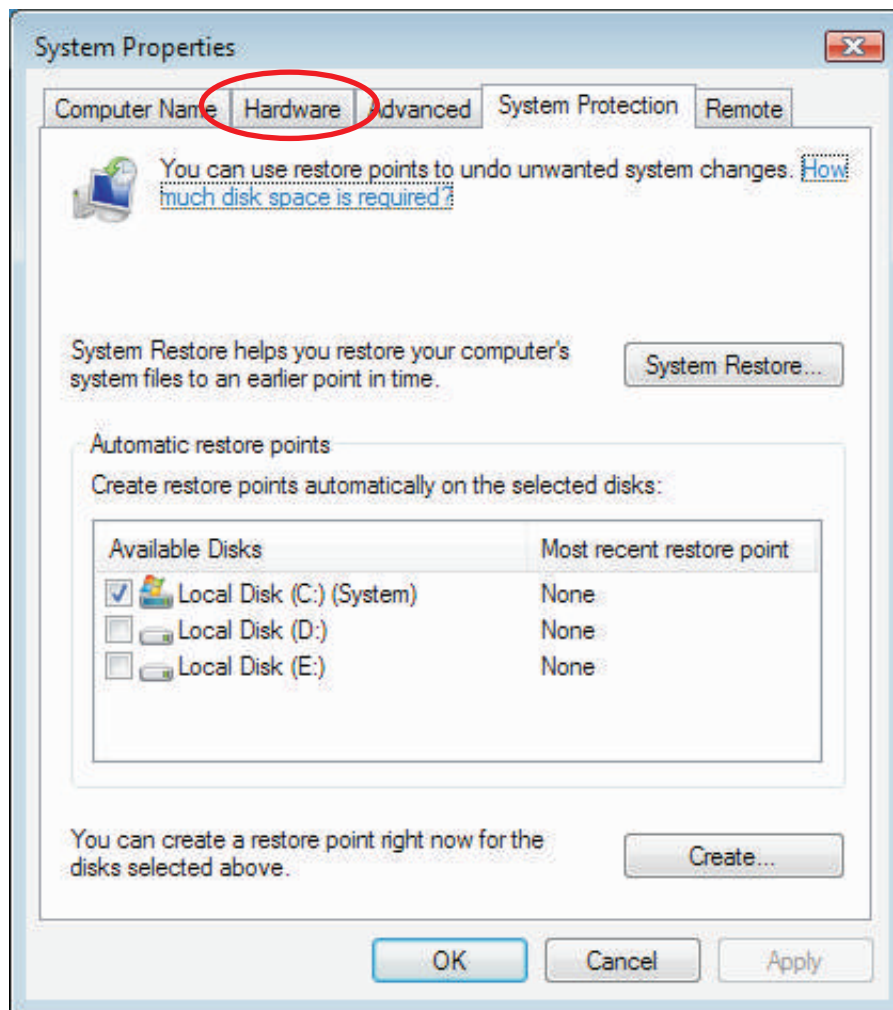 System Properties
Computer Name Hardware Advanced System Protection Remote
You can use restore points to undo unwanted system changes. How
much disk space is required?
System Restore helps you restore your computer's
system files to an earlier point in time.
System Restore...
Automatic restore points
Create restore points automatically on the selected disks:
Available Disks Most recent restore point
Local Disk (C:) (System) None
Local Disk (D:) None
Local Disk (E:) None
You can create a restore point right now for the
disks selected above.
Create...
OK Cancel Apply